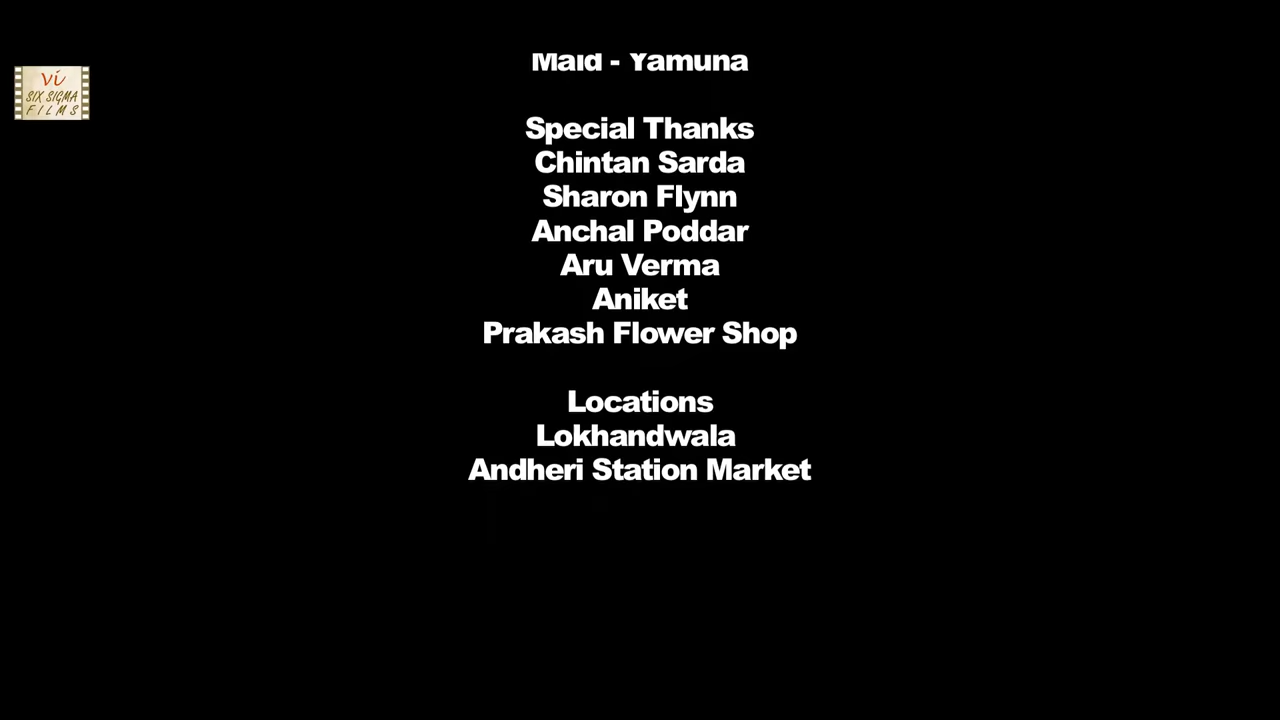 Maid - Yamuna
Vi
SIX SIGMA
FILMS
Special Thanks
Chintan Sarda
Sharon Flynn
Anchal Poddar
Aru Verma
Aniket
Prakash Flower Shop
Locations
Lokhandwala
Andheri Station Market